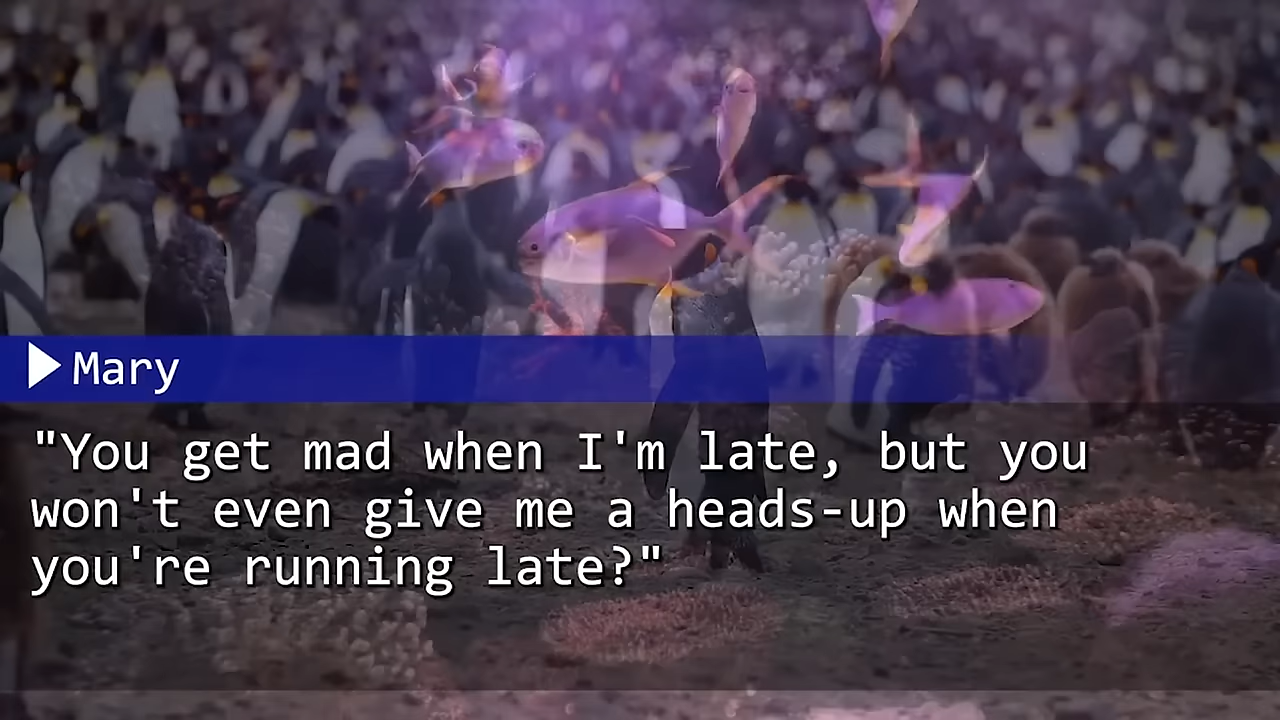 Mary
"You get mad when I'm late, but you
won't even give me a heads-up when
you're running late?"